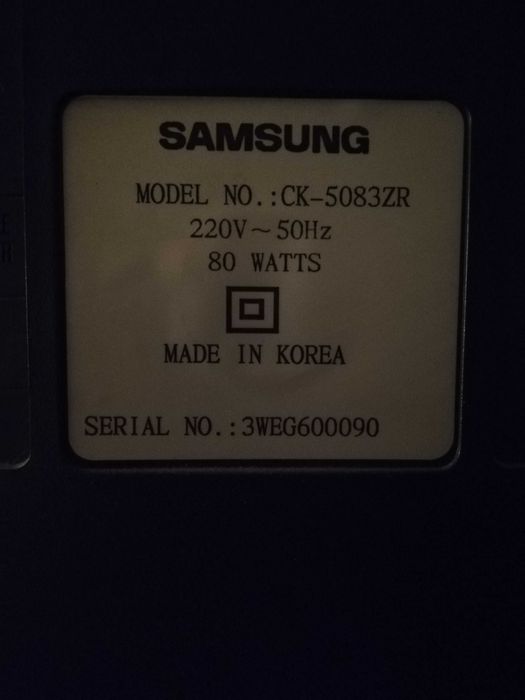 SAMSUNG
MODEL NO.:CK-5083ZR
220V~50Hz
80 WATTS
MADE IN KOREA
SERIAL NO.:3WEG600090